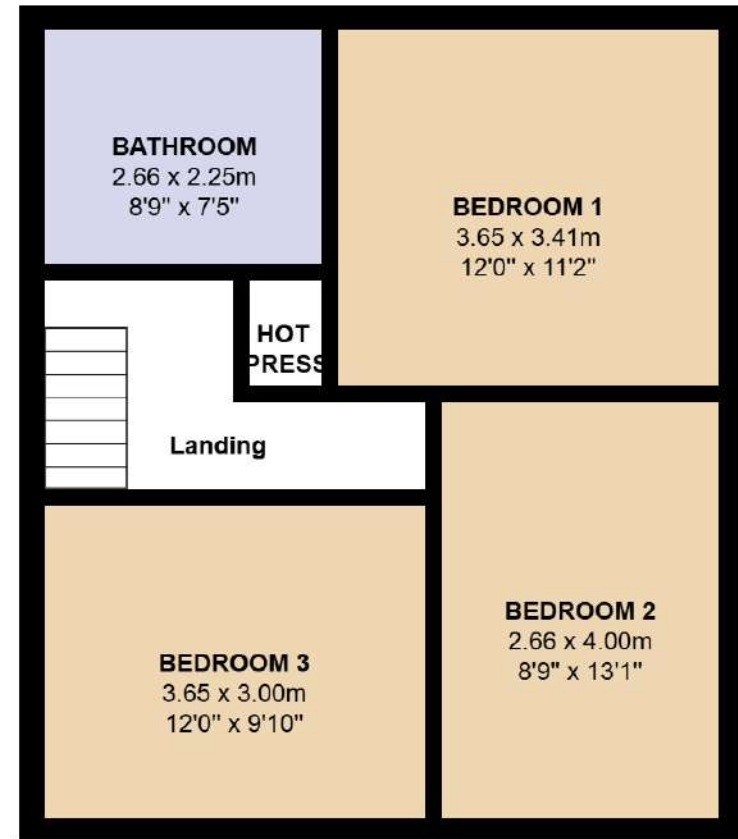 BATHROOM
2.66 x 2.25m
8'9" x 7'5"
BEDROOM 1
3.65 x 3.41m
12'0" x 11'2"
HOT
PRESS
Landing
BEDROOM 2
2.66 x 4.00m
8'9" x 13'1"
BEDROOM 3
3.65 x 3.00m
12'0" x 9'10"